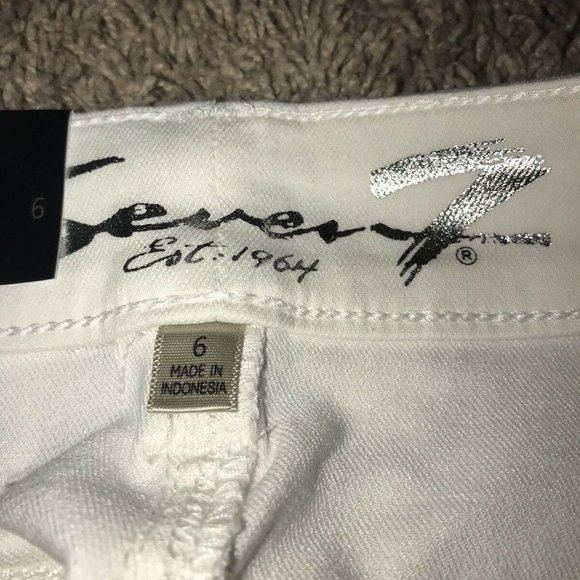 6
Seven7®
Est. 1964
6
MADE IN
INDONESIA